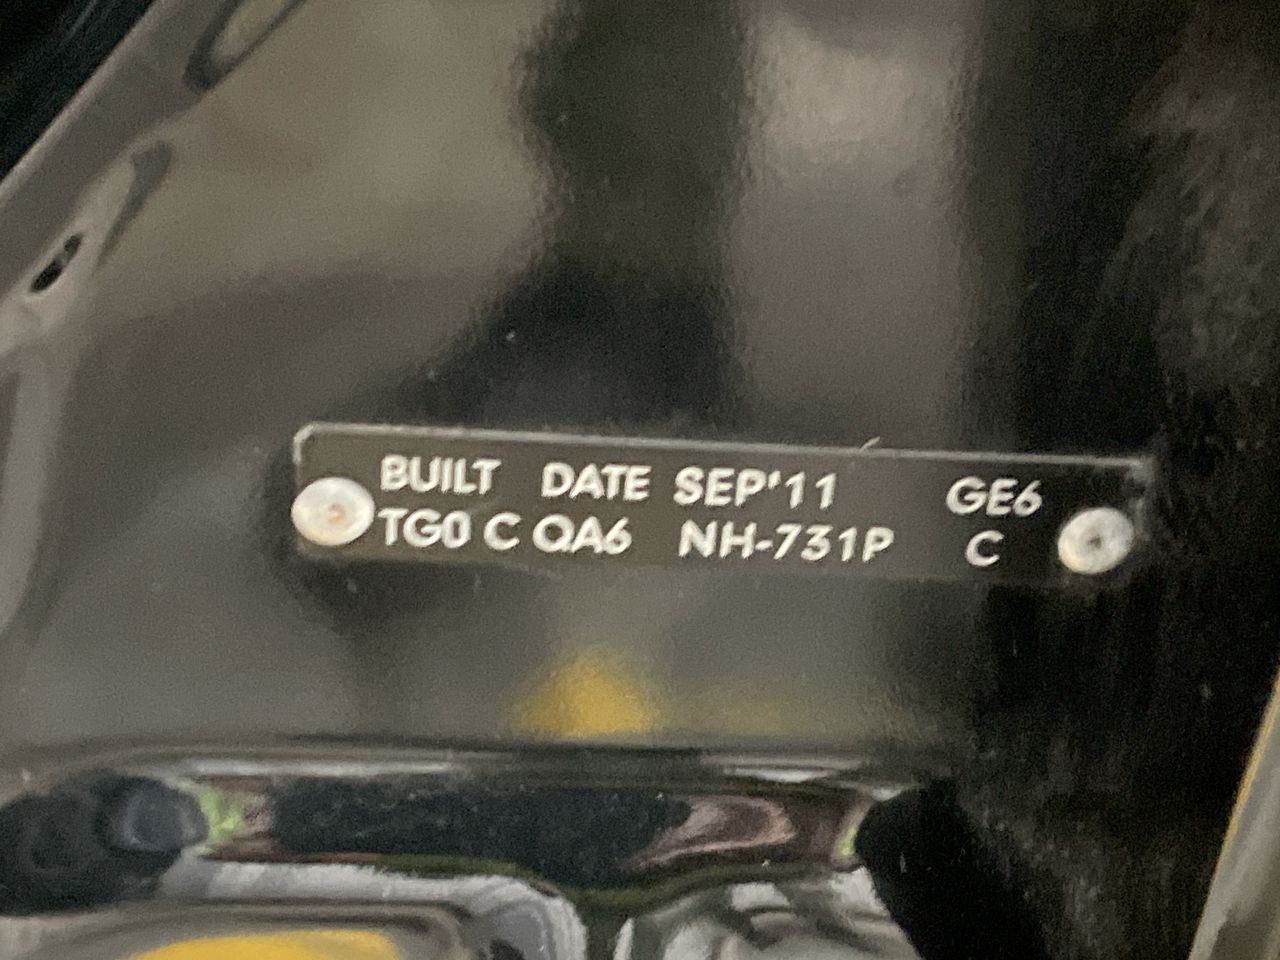 BUILT DATE SEP'11 GE6
TG0 C QA6 NH-731P C